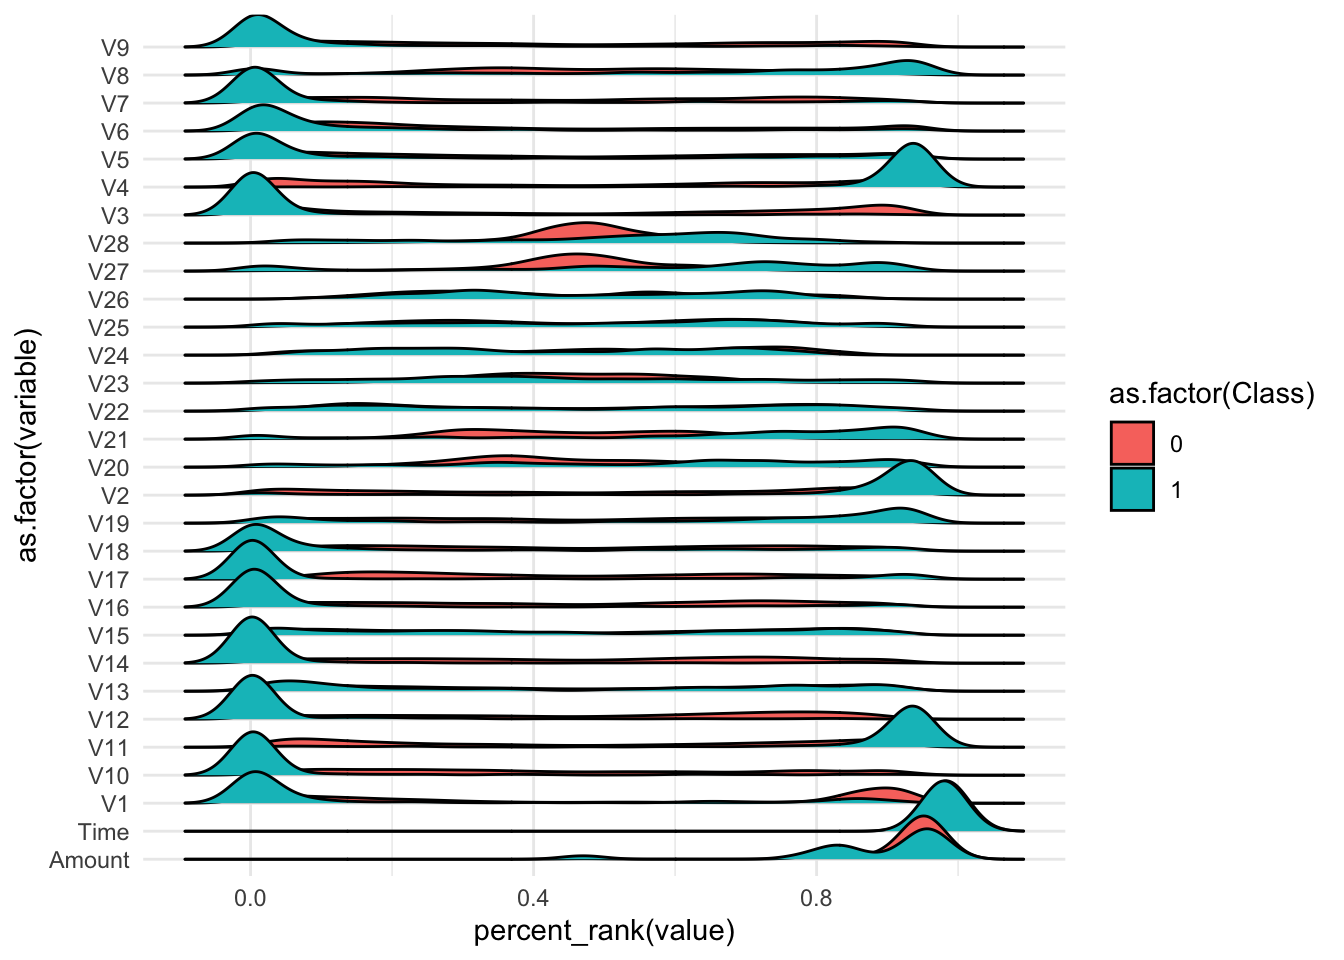 as.factor(variable)
V9
V8
V7
V6
V5
V4
V3
V28
V27
V26
V25
V24
V23
V22
V21
V20
V2
V19
V18
V17
V16
V15
V14
V13
V12
V11
V10
V1
Time
Amount
0.0 0.4 0.8
percent_rank(value)
as.factor(Class)
0
1